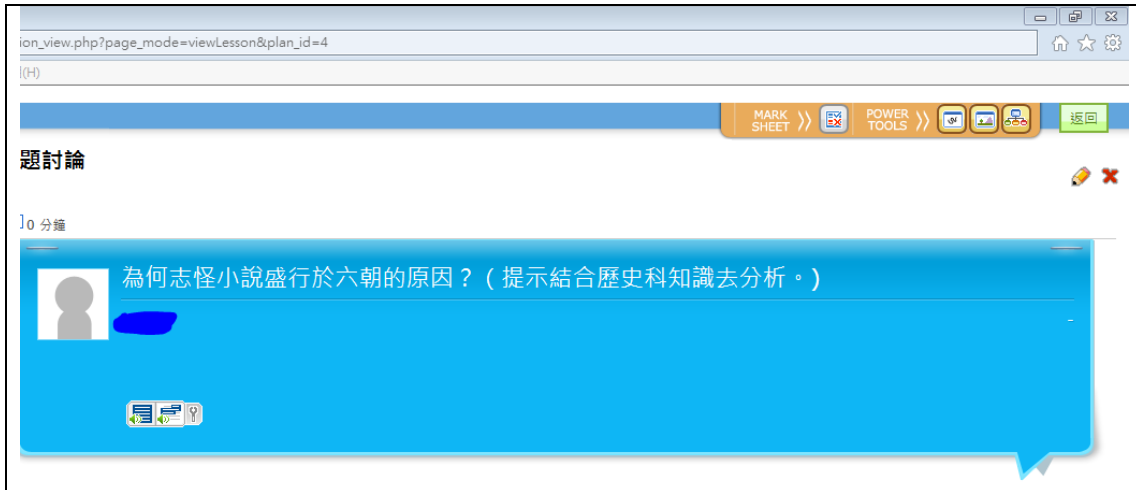 ion_view.php?page_mode=viewLesson&plan_id=4
(H)
MARK SHEET >> POWER TOOLS >> 返回
題討論
0 分鐘
為何志怪小說盛行於六朝的原因？(提示結合歷史科知識去分析。)
-